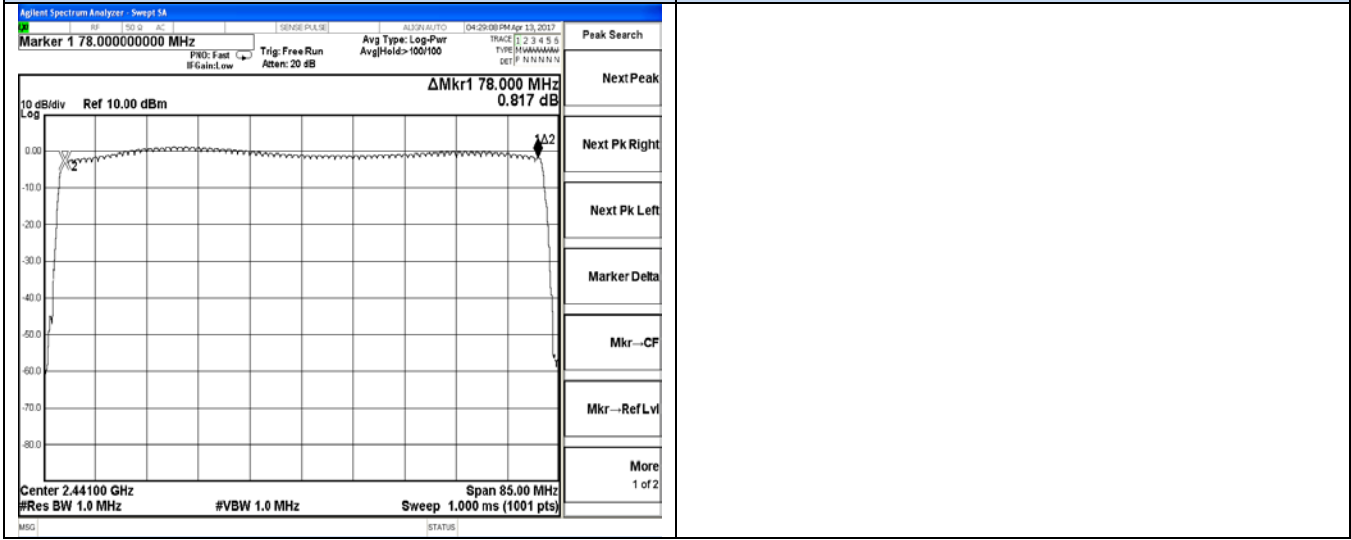 Agilent Spectrum Analyzer - Swept SA
RF 50 Ω AC SENSE:PULSE ALIGN AUTO 04:29:08 PM Apr 13, 2017
Marker 1 78.000000000 MHz
PNO: Fast
IFGain:Low
Trig: Free Run
Atten: 20 dB
Avg Type: Log-Pwr
Avg|Hold:>100/100
TRACE 1 2 3 4 5 6
TYPE M
DET P N N N N N
ΔMkr1 78.000 MHz
0.817 dB
10 dB/div Ref 10.00 dBm
Log
0.00
-10.0
-20.0
-30.0
-40.0
-50.0
-60.0
-70.0
-80.0
1Δ2
2
Center 2.44100 GHz
Span 85.00 MHz
#Res BW 1.0 MHz
#VBW 1.0 MHz
Sweep 1.000 ms (1001 pts)
MSG
STATUS
Peak Search
Next Peak
Next Pk Right
Next Pk Left
Marker Delta
Mkr→CF
Mkr→Ref Lvl
More
1 of 2